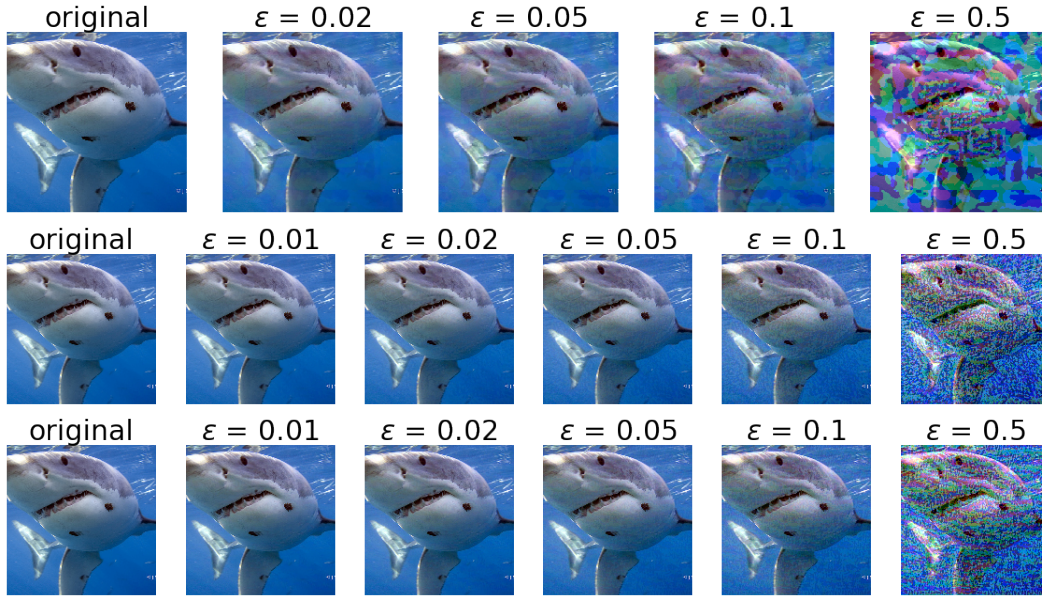 original ε = 0.02 ε = 0.05 ε = 0.1 ε = 0.5
original ε = 0.01 ε = 0.02 ε = 0.05 ε = 0.1 ε = 0.5
original ε = 0.01 ε = 0.02 ε = 0.05 ε = 0.1 ε = 0.5